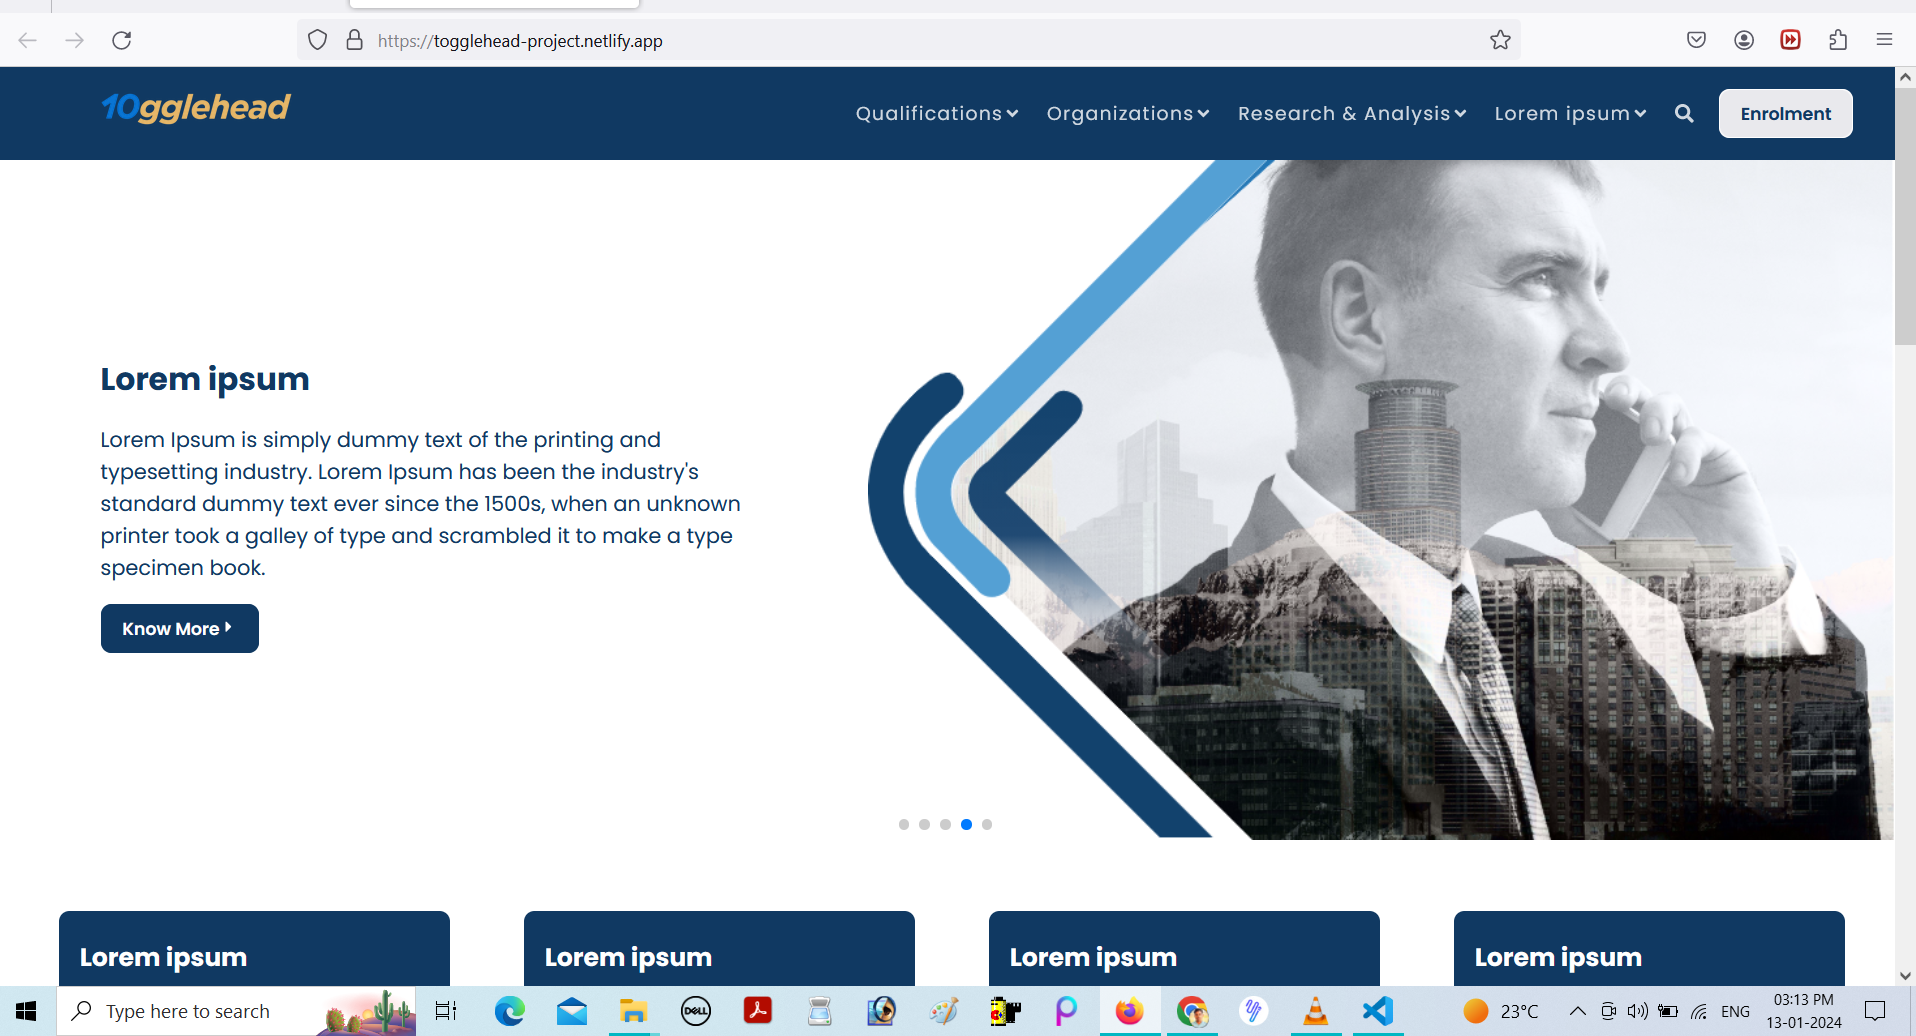 https://togglehead-project.netlify.app
10gglehead
Qualifications Organizations Research & Analysis Lorem ipsum Enrolment
Lorem ipsum
Lorem Ipsum is simply dummy text of the printing and
typesetting industry. Lorem Ipsum has been the industry's
standard dummy text ever since the 1500s, when an unknown
printer took a galley of type and scrambled it to make a type
specimen book.
Know More
Lorem ipsum Lorem ipsum Lorem ipsum Lorem ipsum
Type here to search
DELL
23°C
ENG
03:13 PM
13-01-2024